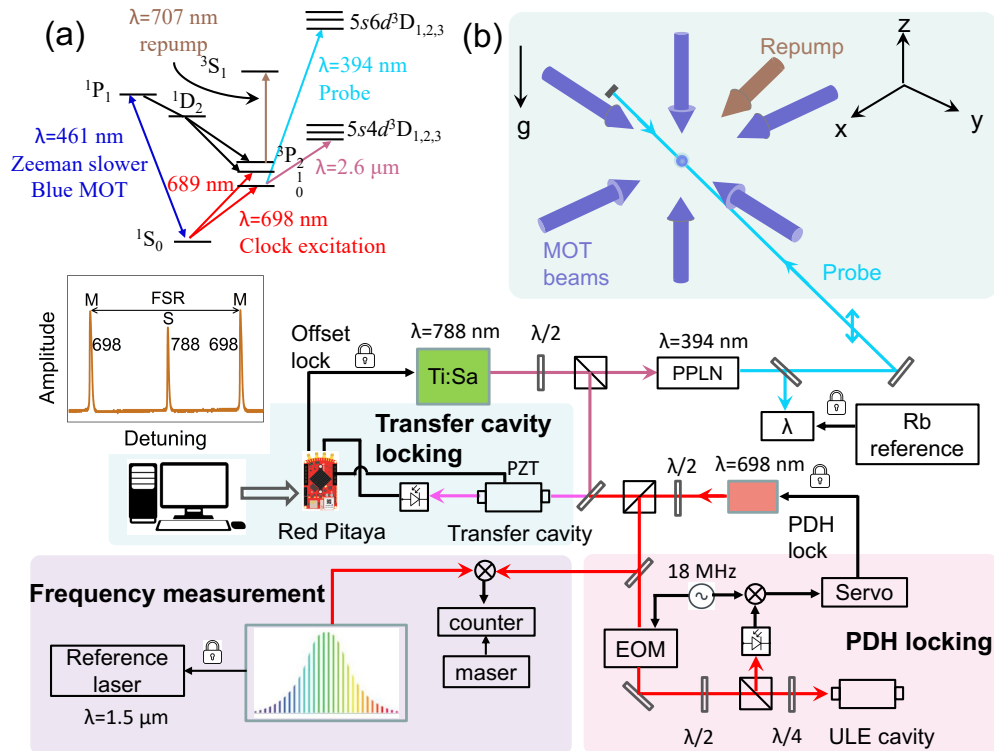 (a)
λ=707 nm
repump
³S₁
5s6d³D₁,₂,₃
λ=394 nm
Probe
¹P₁
¹D₂
5s4d³D₁,₂,₃
λ=461 nm
Zeeman slower
Blue MOT
³P₂
1
0
λ=2.6 μm
689 nm
λ=698 nm
Clock excitation
¹S₀
(b)
g
Repump
z
x
y
MOT
beams
Probe
M
FSR
M
S
698
788
698
Amplitude
Detuning
Offset
lock
λ=788 nm
Ti:Sa
λ/2
PPLN
λ=394 nm
λ
Rb
reference
Transfer cavity
locking
PZT
Red Pitaya
Transfer cavity
λ/2
λ=698 nm
PDH
lock
Frequency measurement
counter
maser
Reference
laser
λ=1.5 μm
18 MHz
Servo
EOM
PDH locking
λ/2
λ/4
ULE cavity